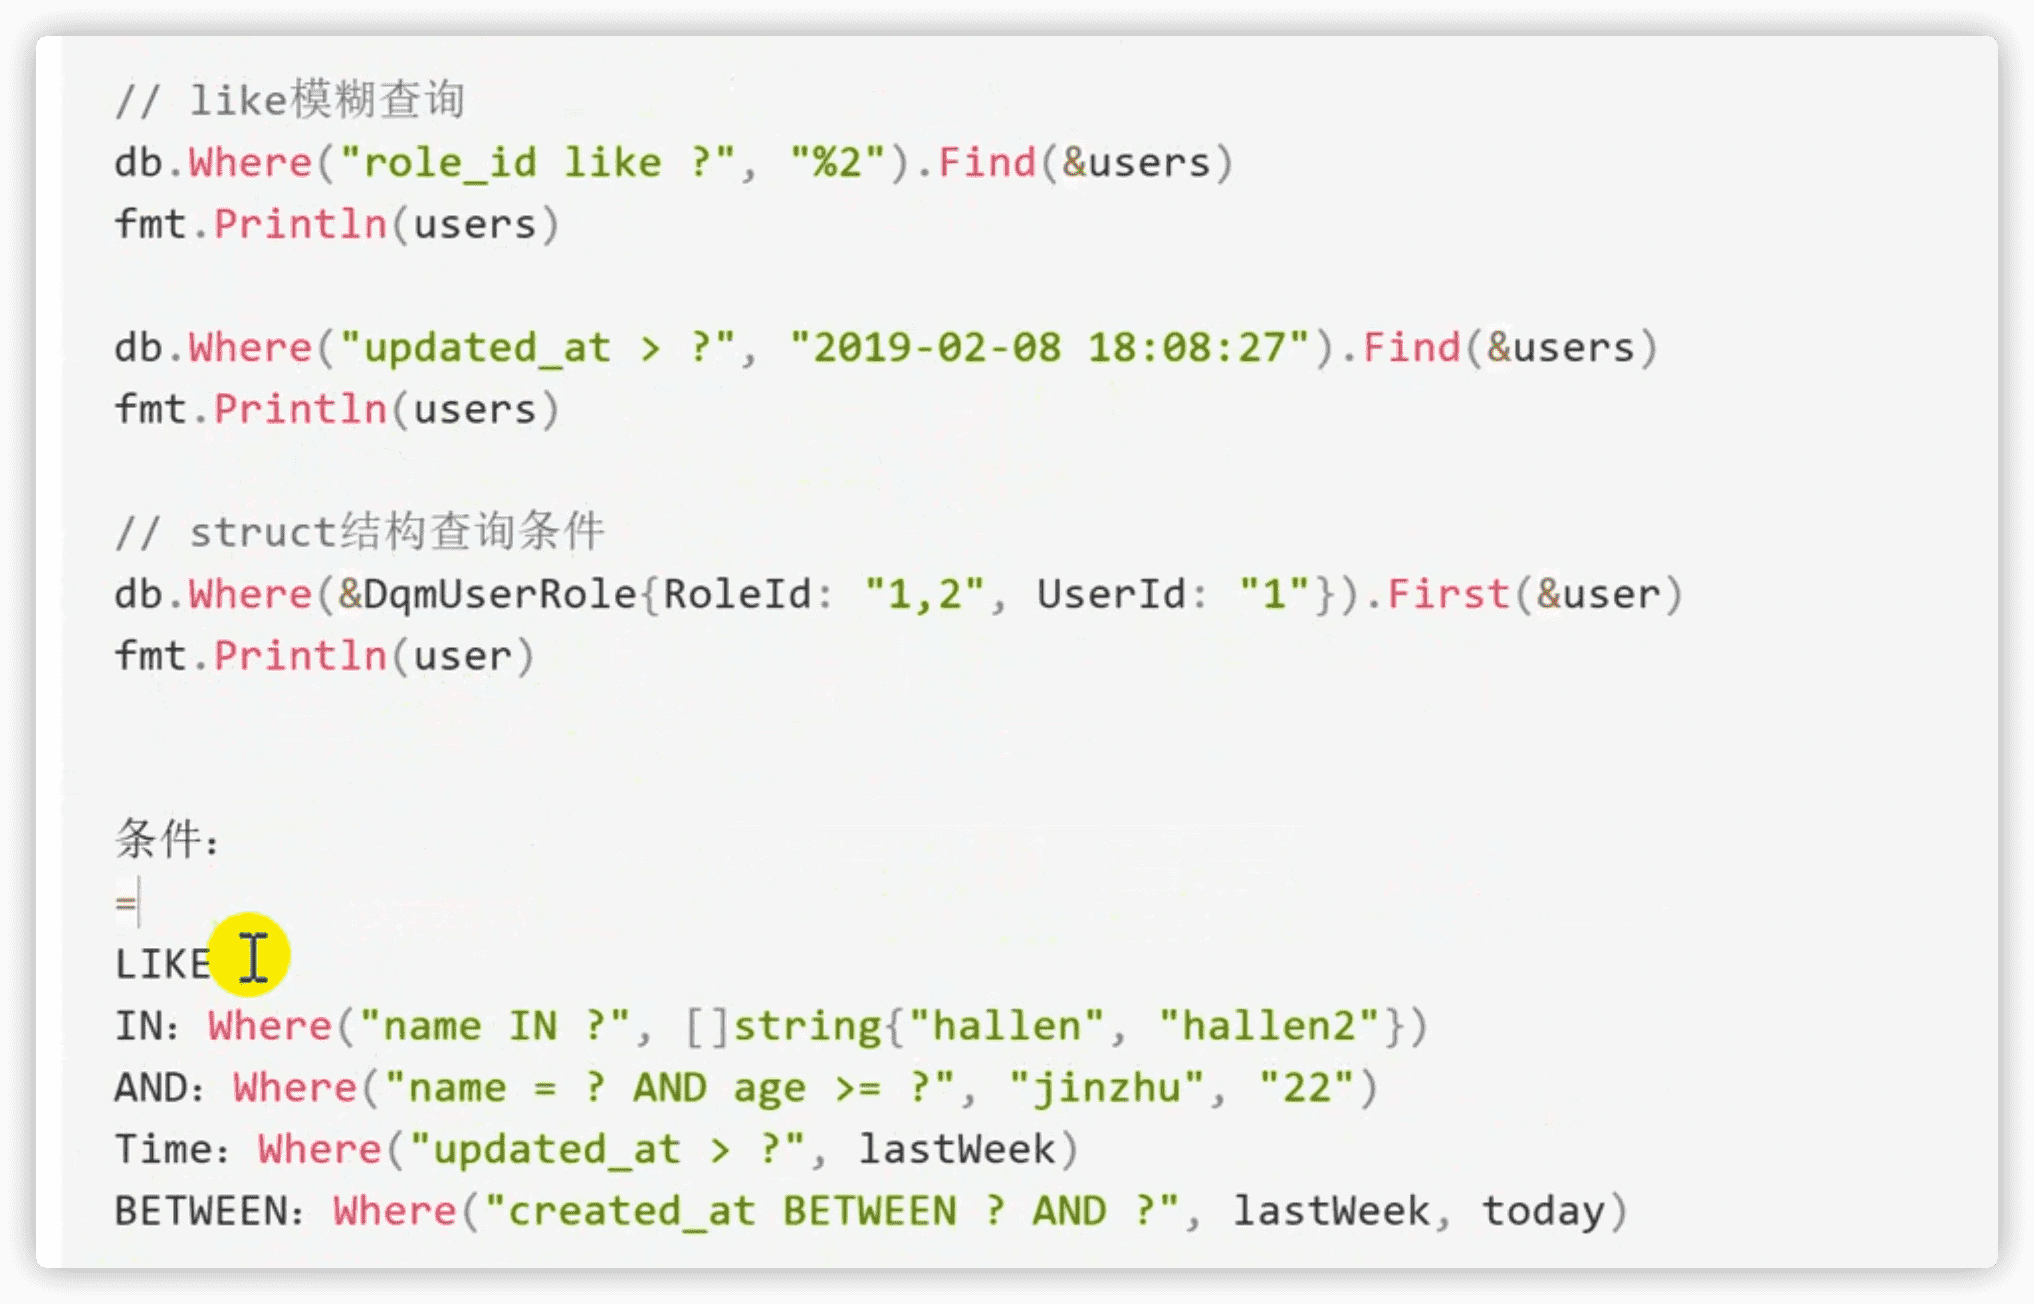 // like模糊查询
db.Where("role_id like ?", "%2").Find(&users)
fmt.Println(users)
db.Where("updated_at > ?", "2019-02-08 18:08:27").Find(&users)
fmt.Println(users)
// struct结构查询条件
db.Where(&DqmUserRole{RoleId: "1,2", UserId: "1"}).First(&user)
fmt.Println(user)
条件：
=
LIKE
IN：Where("name IN ?", []string{"hallen", "hallen2"})
AND：Where("name = ? AND age >= ?", "jinzhu", "22")
Time：Where("updated_at > ?", lastWeek)
BETWEEN：Where("created_at BETWEEN ? AND ?", lastWeek, today)